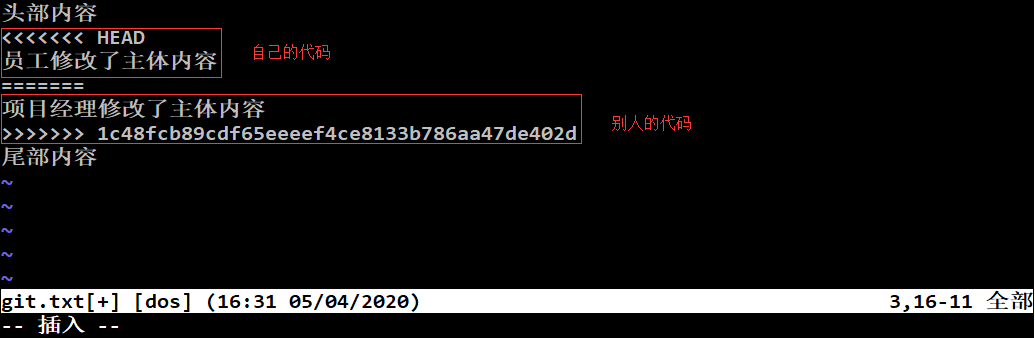 头部内容
<<<<<<< HEAD
员工修改了主体内容
自己的代码
=======
项目经理修改了主体内容
>>>>>>> 1c48fcb89cdf65eeeef4ce8133b786aa47de402d
别人的代码
尾部内容
~
~
~
~
~
git.txt[+] [dos] (16:31 05/04/2020) 3,16-11 全部
-- 插入 --